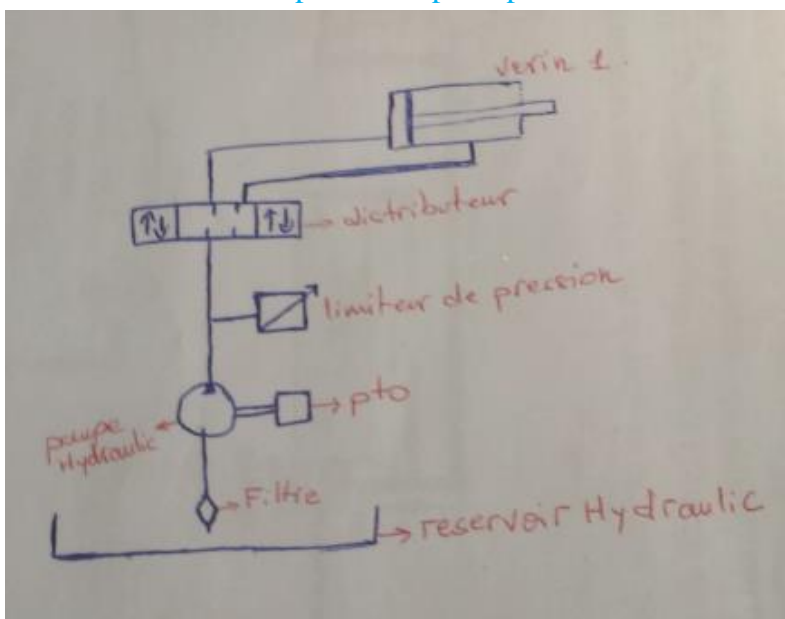 verin 1.
distributeur
limiteur de pression
pto
pompe
Hydraulic
Filtre
reservoir Hydraulic